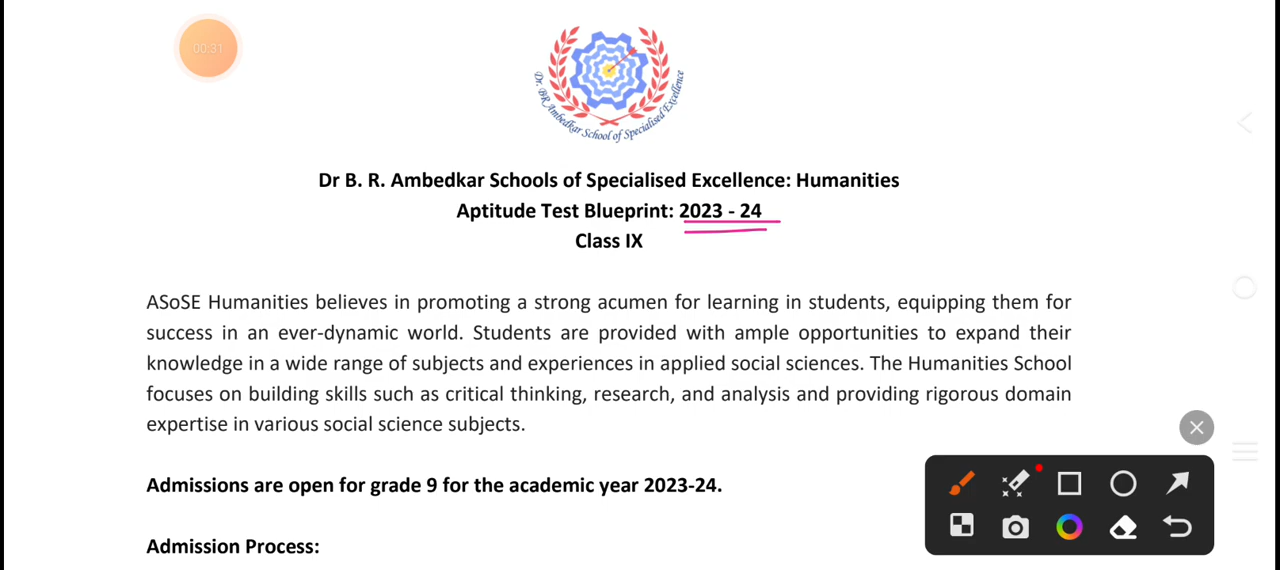 00:31
Dr. BR Ambedkar School of Specialised Excellence
Dr B. R. Ambedkar Schools of Specialised Excellence: Humanities
Aptitude Test Blueprint: 2023 - 24
Class IX
ASoSE Humanities believes in promoting a strong acumen for learning in students, equipping them for
success in an ever-dynamic world. Students are provided with ample opportunities to expand their
knowledge in a wide range of subjects and experiences in applied social sciences. The Humanities School
focuses on building skills such as critical thinking, research, and analysis and providing rigorous domain
expertise in various social science subjects.
Admissions are open for grade 9 for the academic year 2023-24.
Admission Process: